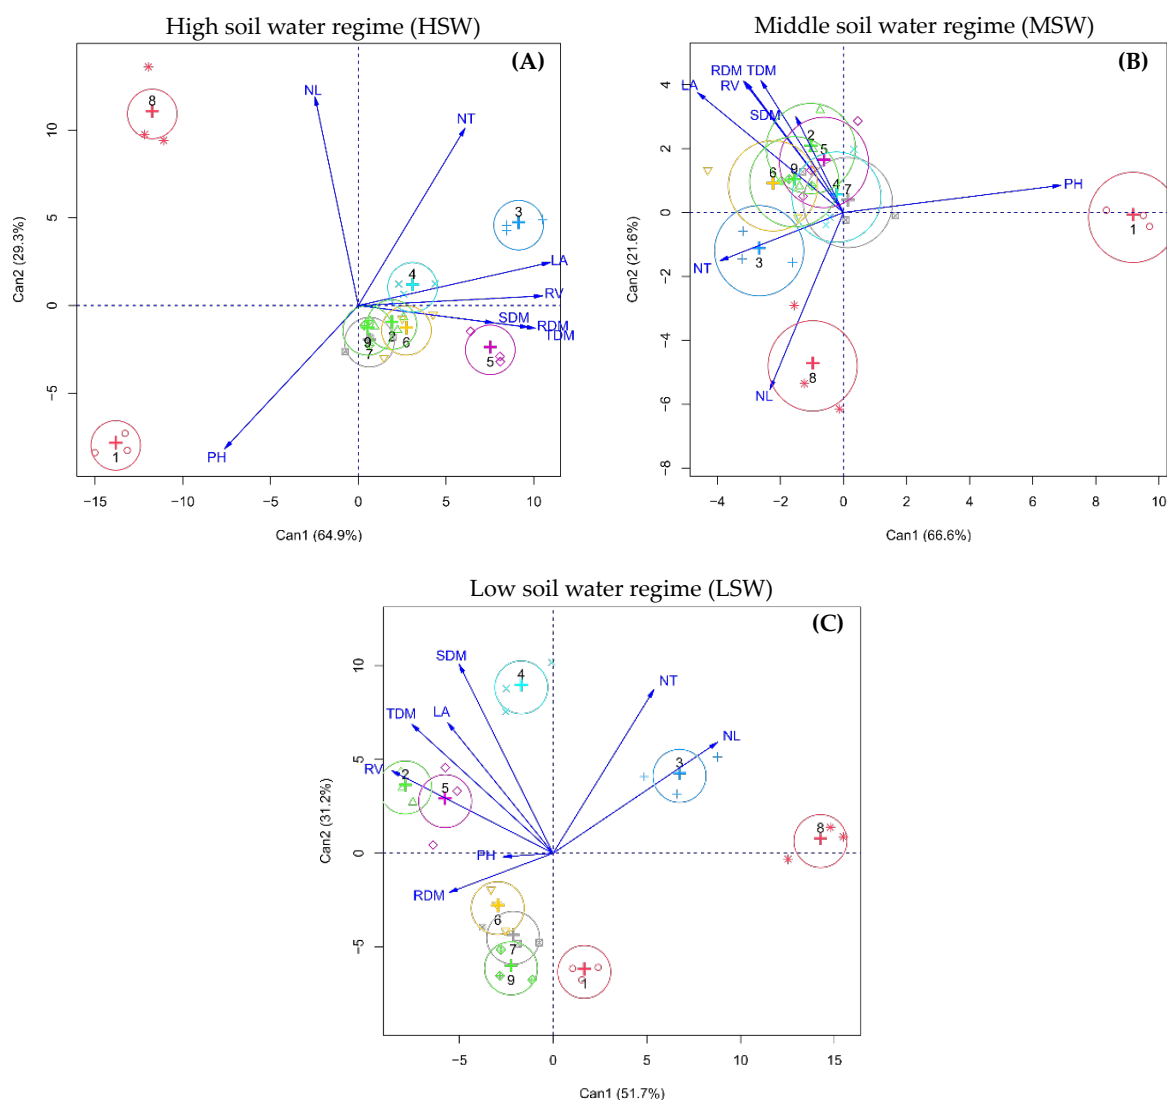 High soil water regime (HSW)
(A)
Can2 (29.3%)
10
5
0
−5
8
NL
NT
3
LA
4
RV
SDM
RDM
TDM
9
2
6
7
5
PH
1
−15
−10
−5
0
5
10
Can1 (64.9%)
Middle soil water regime (MSW)
(B)
Can2 (21.6%)
4
2
0
−2
−4
−6
−8
RDM TDM
LA
RV
SDM
2
5
9
6
4
7
PH
1
NT
3
8
NL
−4
−2
0
2
4
6
8
10
Can1 (66.6%)
Low soil water regime (LSW)
(C)
Can2 (31.2%)
10
5
0
−5
SDM
4
NT
TDM
LA
NL
RV
2
3
5
8
PH
RDM
6
7
9
1
−5
0
5
10
15
Can1 (51.7%)